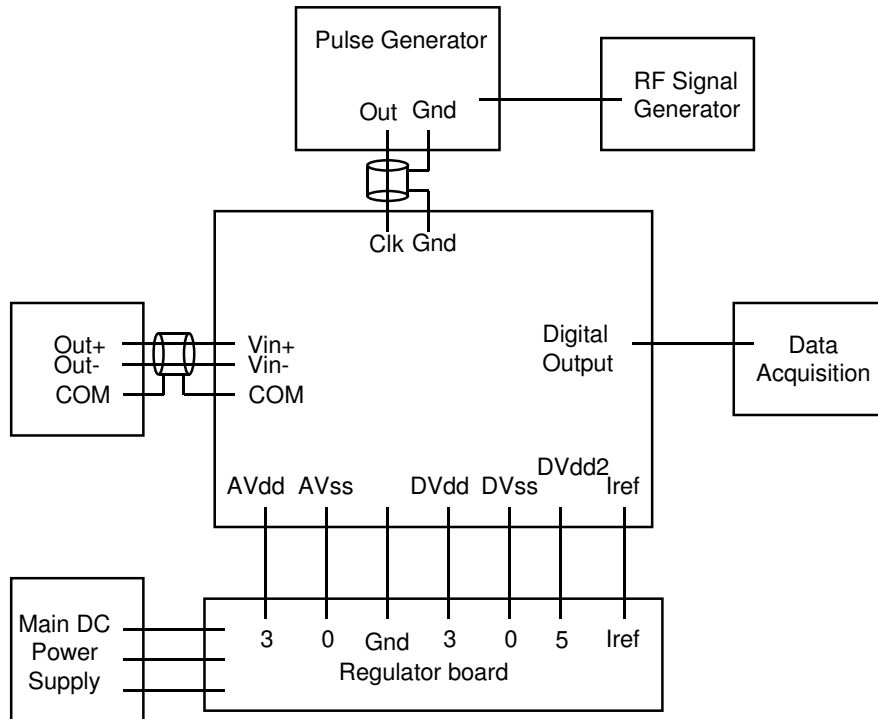 Pulse Generator
Out Gnd
RF Signal
Generator
Clk Gnd
Out+
Out-
COM
Vin+
Vin-
COM
Digital
Output
Data
Acquisition
AVdd AVss DVdd DVss DVdd2 Iref
Main DC
Power
Supply
3 0 Gnd 3 0 5 Iref
Regulator board